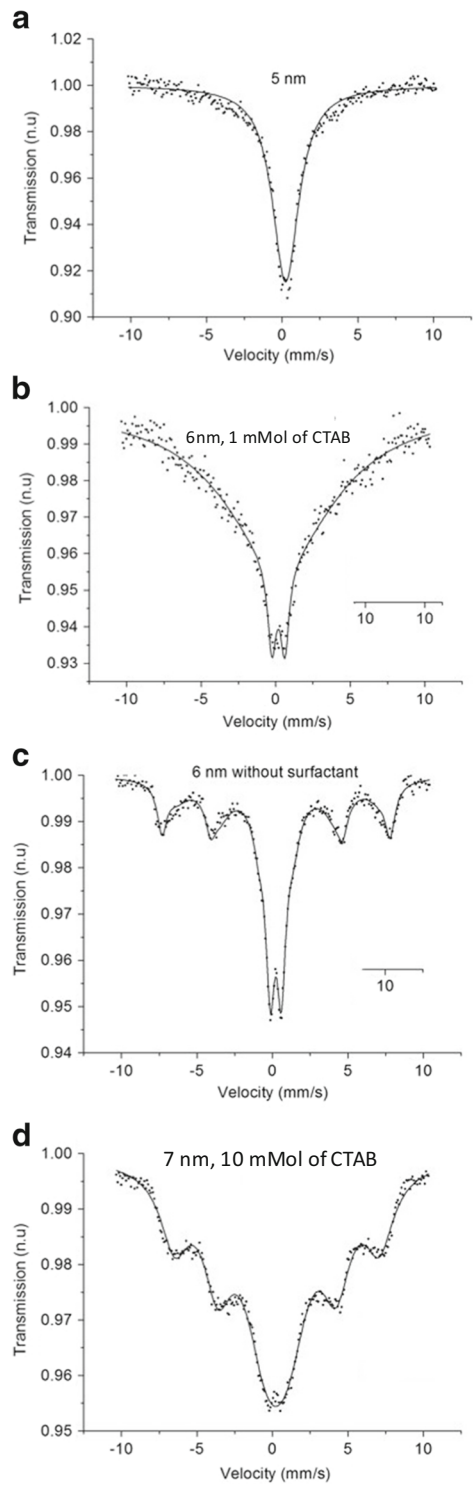 a
1.02
5 nm
1.00
0.98
0.96
0.94
0.92
0.90
Transmission (n.u)
-10 -5 0 5 10
Velocity (mm/s)
b
1.00
6nm, 1 mMol of CTAB
0.99
0.98
0.97
0.96
0.95
0.94
0.93
Transmission (n.u)
10 10
-10 -5 0 5 10
Velocity (mm/s)
c
6 nm without surfactant
1.00
0.99
0.98
0.97
0.96
0.95
0.94
Transmission (n.u)
10
-10 -5 0 5 10
Velocity (mm/s)
d
7 nm, 10 mMol of CTAB
1.00
0.99
0.98
0.97
0.96
0.95
Transmission (n.u)
-10 -5 0 5 10
Velocity (mm/s)